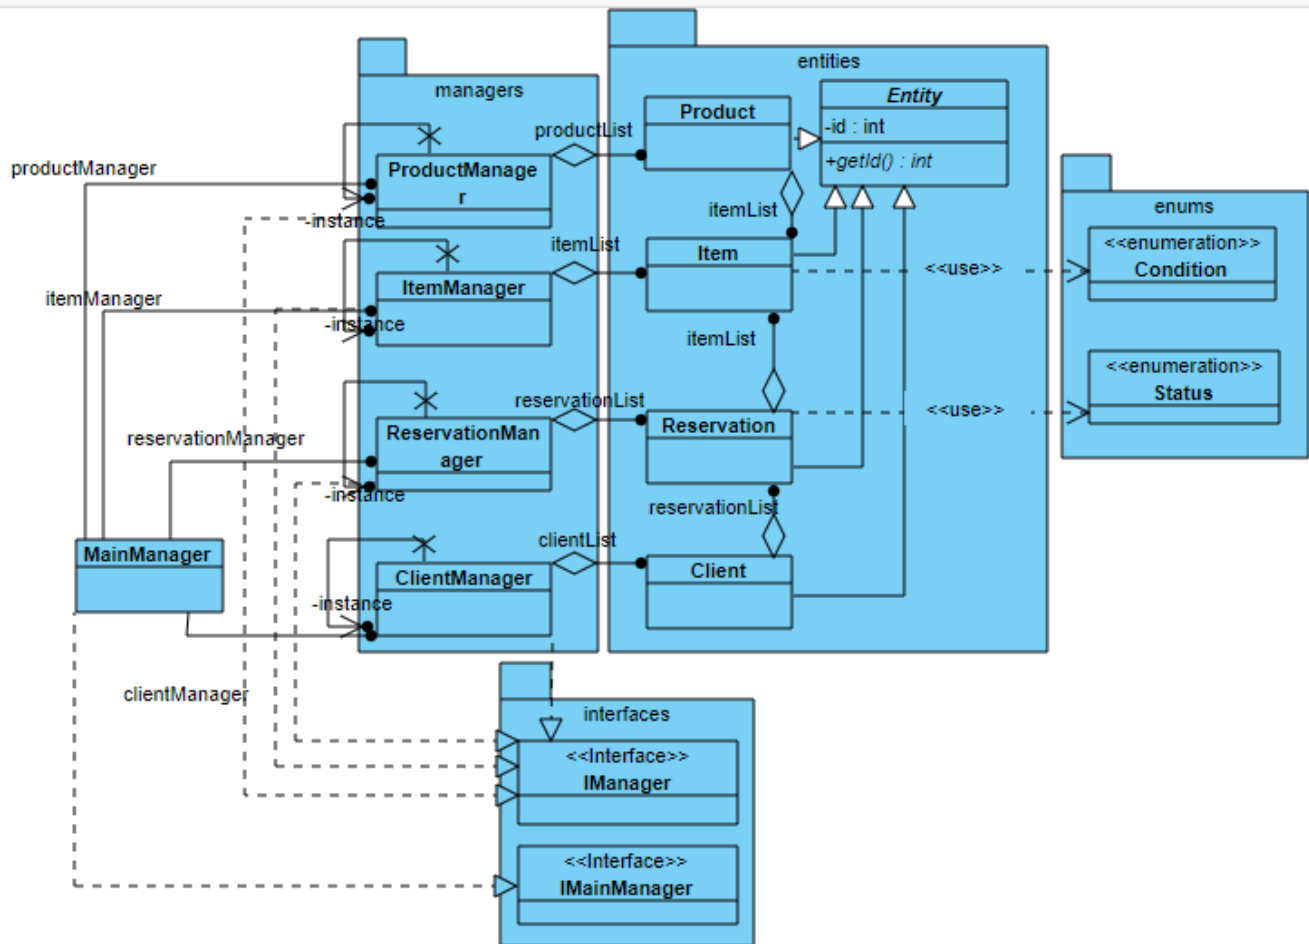 managers
productManager
-instance
ProductManage
r
itemManager
-instance
ItemManager
reservationManager
-instance
ReservationMan
ager
MainManager
-instance
ClientManager
clientManager
productList
itemList
reservationList
clientList
entities
Product
Entity
-id : int
+getId() : int
itemList
Item
itemList
Reservation
reservationList
Client
<<use>>
<<use>>
enums
<<enumeration>>
Condition
<<enumeration>>
Status
interfaces
<<Interface>>
IManager
<<Interface>>
IMainManager